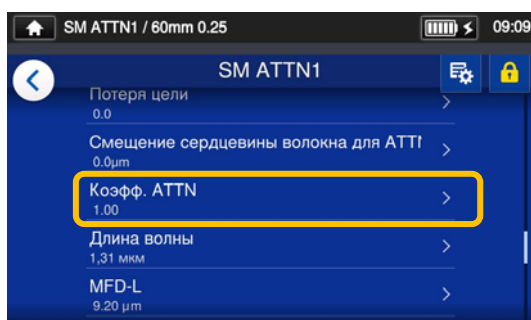 SM ATTN1 / 60mm 0.25
09:09
SM ATTN1
Потеря цели
0.0
Смещение сердцевины волокна для ATTI
0.0µm
Коэфф. ATTN
1.00
Длина волны
1,31 мкм
MFD-L
9.20 µm